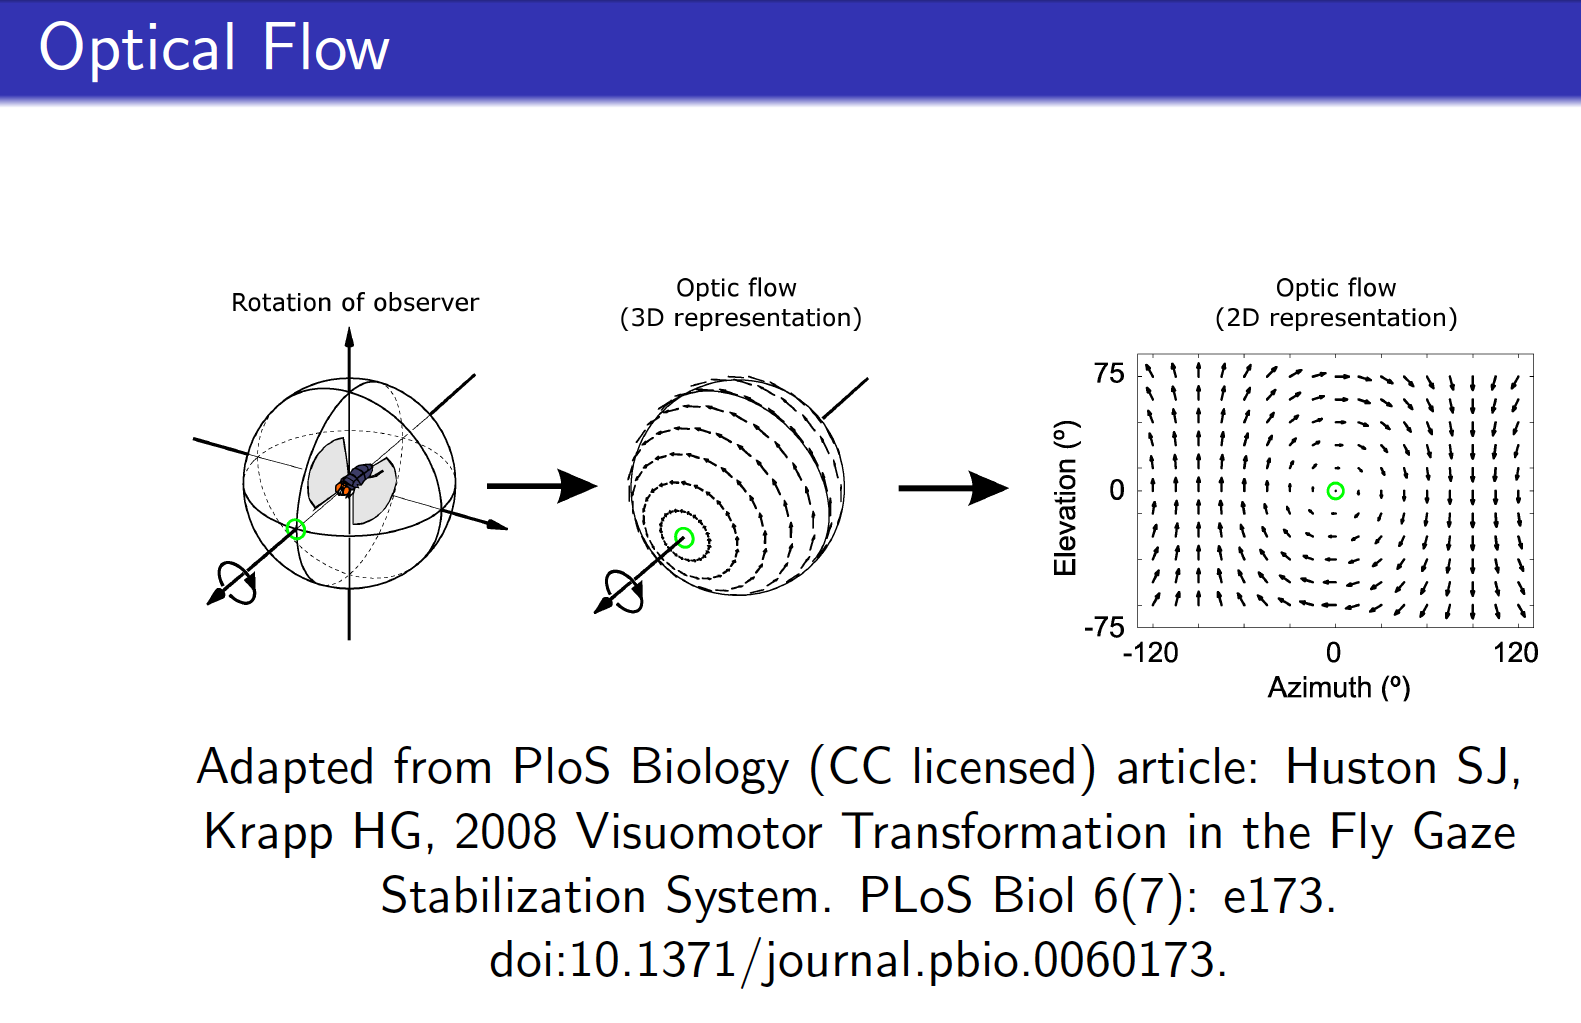 Optical Flow
Rotation of observer
Optic flow
(3D representation)
Optic flow
(2D representation)
75
0
-75
Elevation (º)
-120
0
120
Azimuth (º)
Adapted from PloS Biology (CC licensed) article: Huston SJ,
Krapp HG, 2008 Visuomotor Transformation in the Fly Gaze
Stabilization System. PLoS Biol 6(7): e173.
doi:10.1371/journal.pbio.0060173.